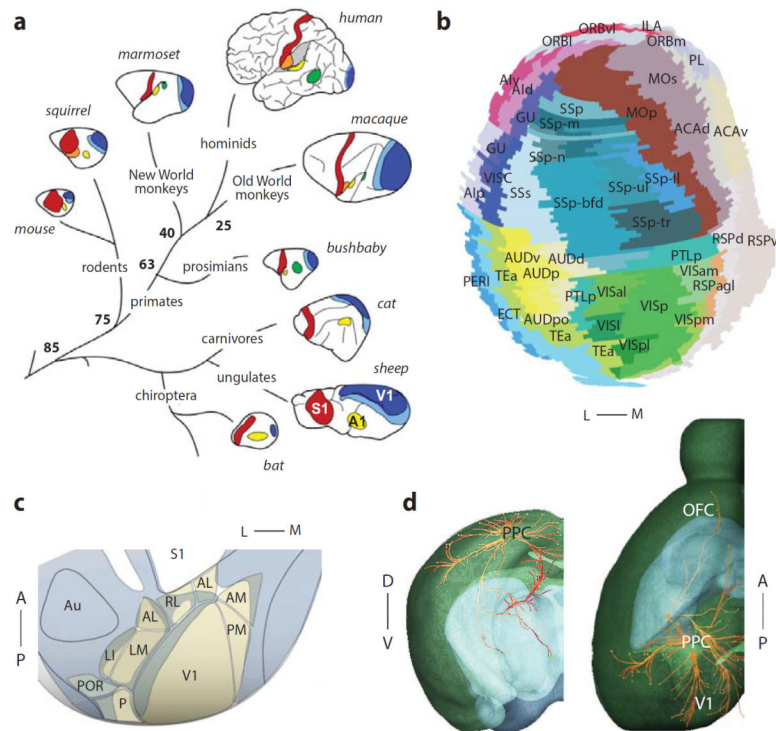 a
human
marmoset
squirrel
macaque
hominids
New World
monkeys
Old World
monkeys
mouse
40
25
bushbaby
63
rodents
prosimians
primates
cat
75
carnivores
85
ungulates
sheep
chiroptera
S1
V1
A1
bat
b
ORBvl
ILA
ORBl
ORBm
PL
AIv
AId
MOs
SSp
MOp
GU
SSp-m
ACAd
ACAv
GU
SSp-n
VISC
SSp-ll
AIp
SSs
SSp-ul
SSp-bfd
SSp-tr
RSPd
RSPv
AUDv
AUDd
PTLp
TEa
AUDp
VISam
PERI
PTLp
VISal
RSPagl
ECT
VISp
AUDpo
VISl
VISpm
TEa
VISpl
TEa
L
M
c
L
M
S1
A
P
Au
AL
RL
AM
AL
LI
LM
PM
POR
V1
P
d
PPC
D
V
OFC
PPC
V1
A
P